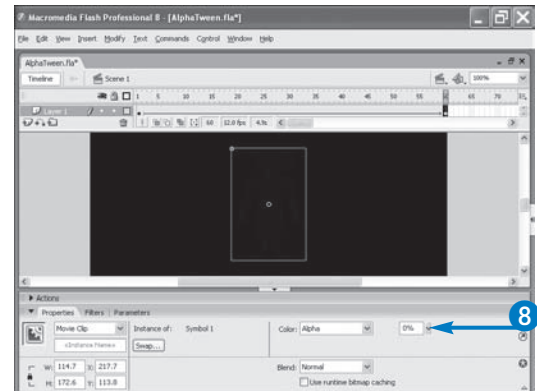 Macromedia Flash Professional 8 - [AlphaTween.fla*]
File Edit View Insert Modify Text Commands Control Window Help
AlphaTween.fla*
Timeline Scene 1 100%
1 5 10 15 20 25 30 35 40 45 50 55 65 70
Layer 1
60 12.0 fps 4.9s
Actions
Properties Filters Parameters
Movie Clip Instance of: Symbol 1 Color: Alpha 0% 8
<Instance Name> Swap...
W: 114.7 X: 217.7 Blend: Normal
H: 172.6 Y: 113.8 Use runtime bitmap caching